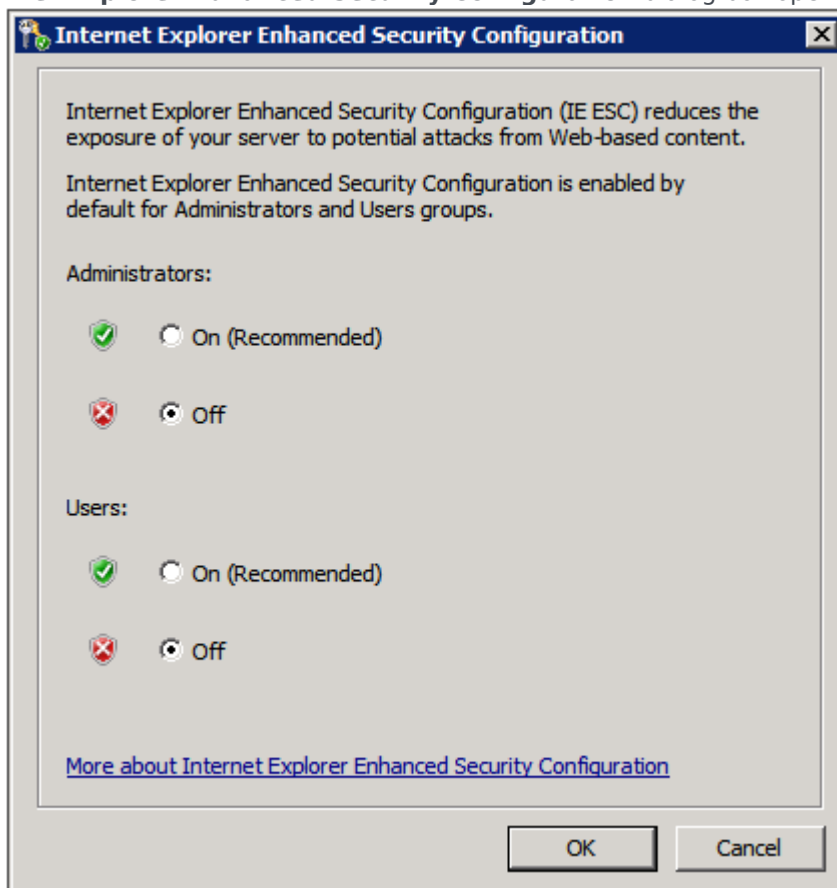 Internet Explorer Enhanced Security Configuration
Internet Explorer Enhanced Security Configuration (IE ESC) reduces the
exposure of your server to potential attacks from Web-based content.
Internet Explorer Enhanced Security Configuration is enabled by
default for Administrators and Users groups.
Administrators:
On (Recommended)
Off
Users:
On (Recommended)
Off
More about Internet Explorer Enhanced Security Configuration
OK
Cancel